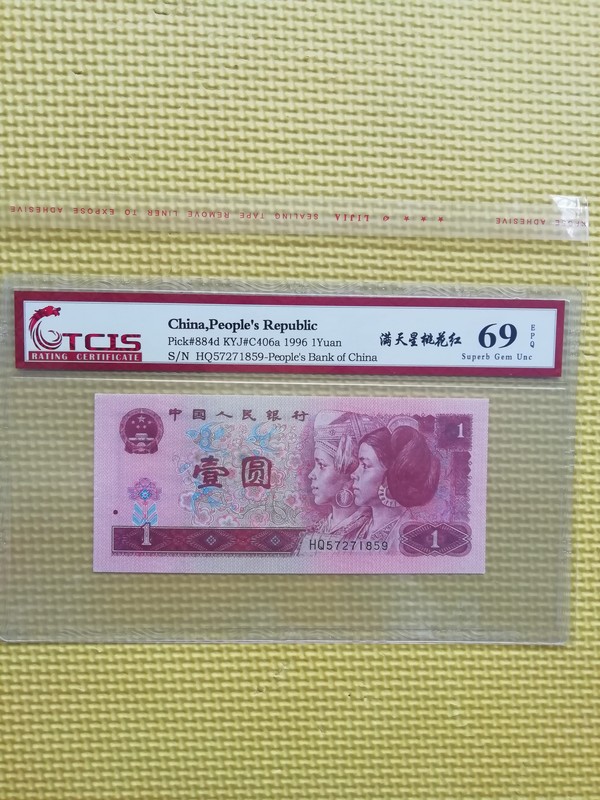 SEALING TAPE REMOVE LINER TO EXPOSE ADHESIVE
LIJIA
ADHESIVE
TCIS
RATING CERTIFICATE
China,People's Republic
Pick#884d KYJ#C406a 1996 1Yuan
S/N HQ57271859-People's Bank of China
满天星桃花红
69
EPQ
Superb Gem Unc
中国人民银行
1
壹圆
1
HQ57271859
1